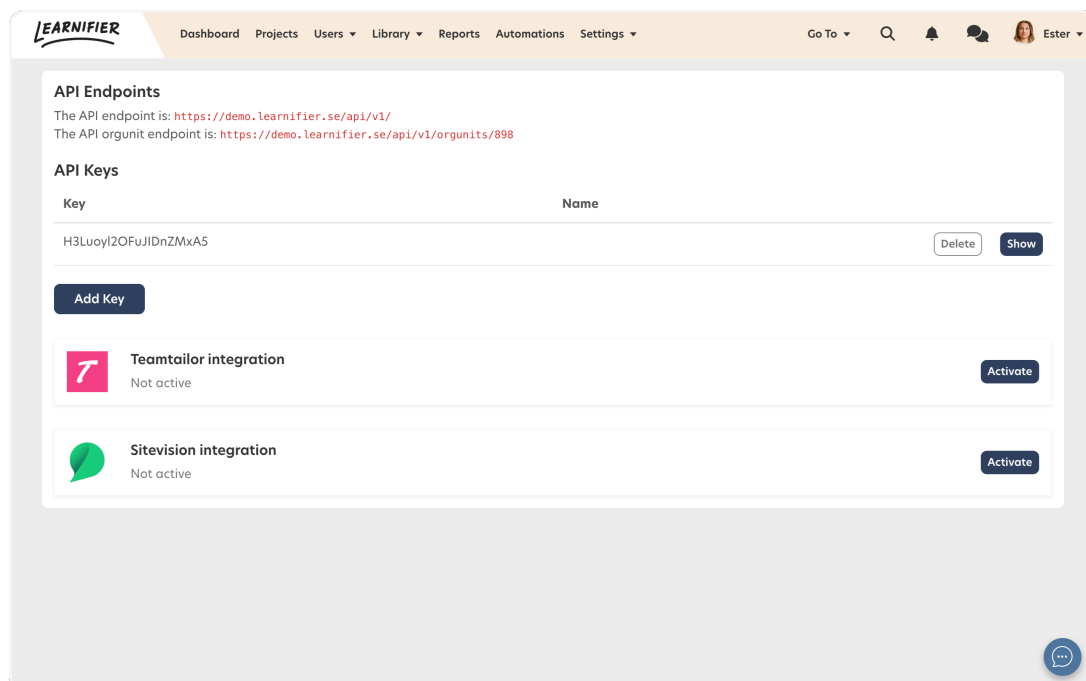 LEARNIFIER
Dashboard Projects Users Library Reports Automations Settings Go To Ester
API Endpoints
The API endpoint is: https://demo.learnifier.se/api/v1/
The API orgunit endpoint is: https://demo.learnifier.se/api/v1/orgunits/898
API Keys
Key Name
H3Luoyl2OFuJIDnZMxA5 Delete Show
Add Key
Teamtailor integration
Not active
Activate
Sitevision integration
Not active
Activate